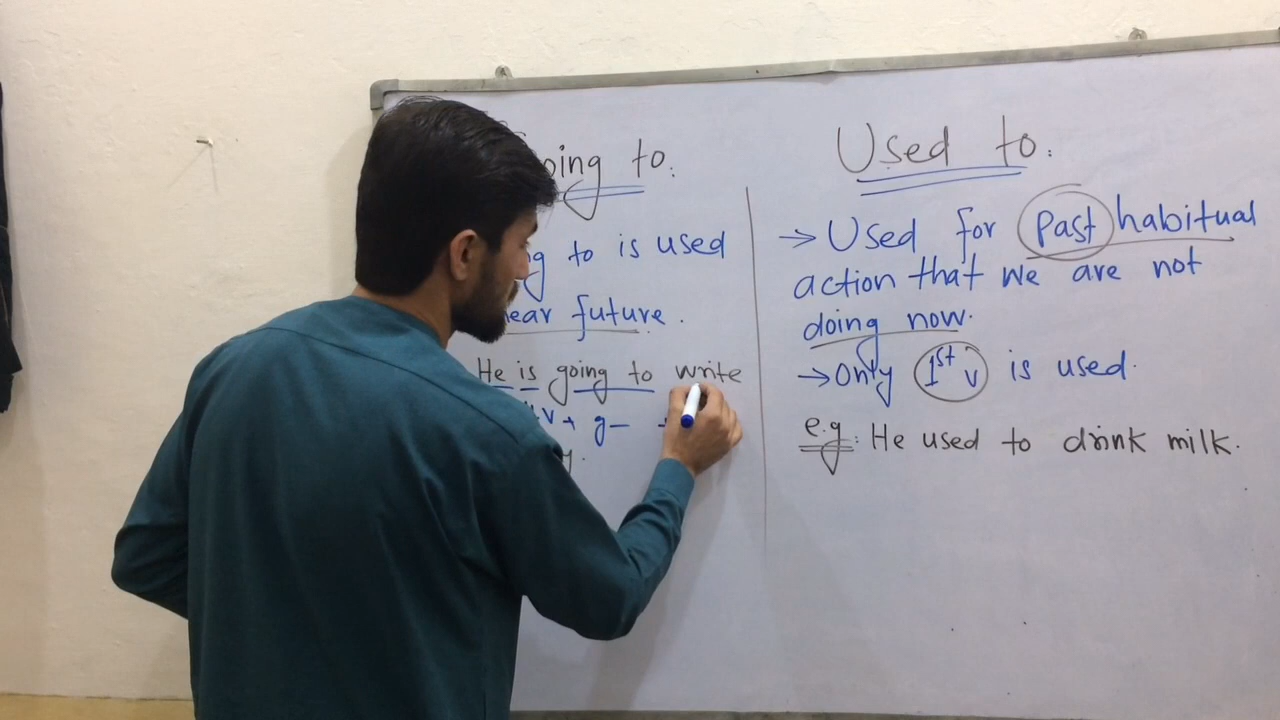 oing to:
g to is used
near future.
He is going to write
v + g- +
y.
Used to:
→ Used for past habitual
action that we are not
doing now.
→ Only 1st v is used.
e.g: He used to drink milk.